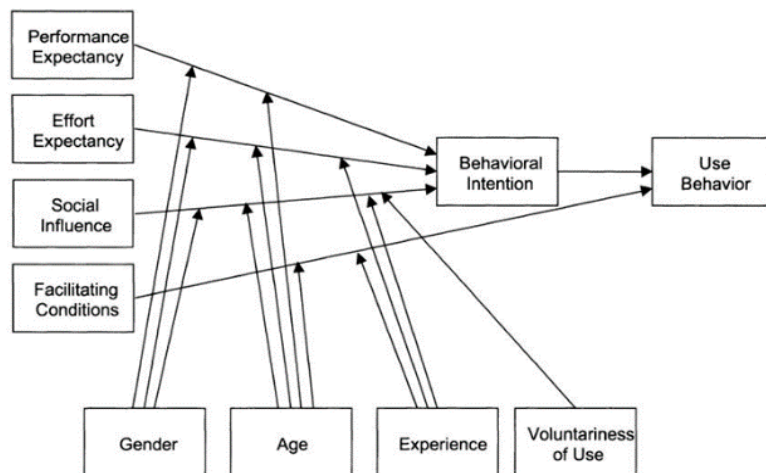 Performance
Expectancy
Effort
Expectancy
Social
Influence
Facilitating
Conditions
Behavioral
Intention
Use
Behavior
Gender
Age
Experience
Voluntariness
of Use